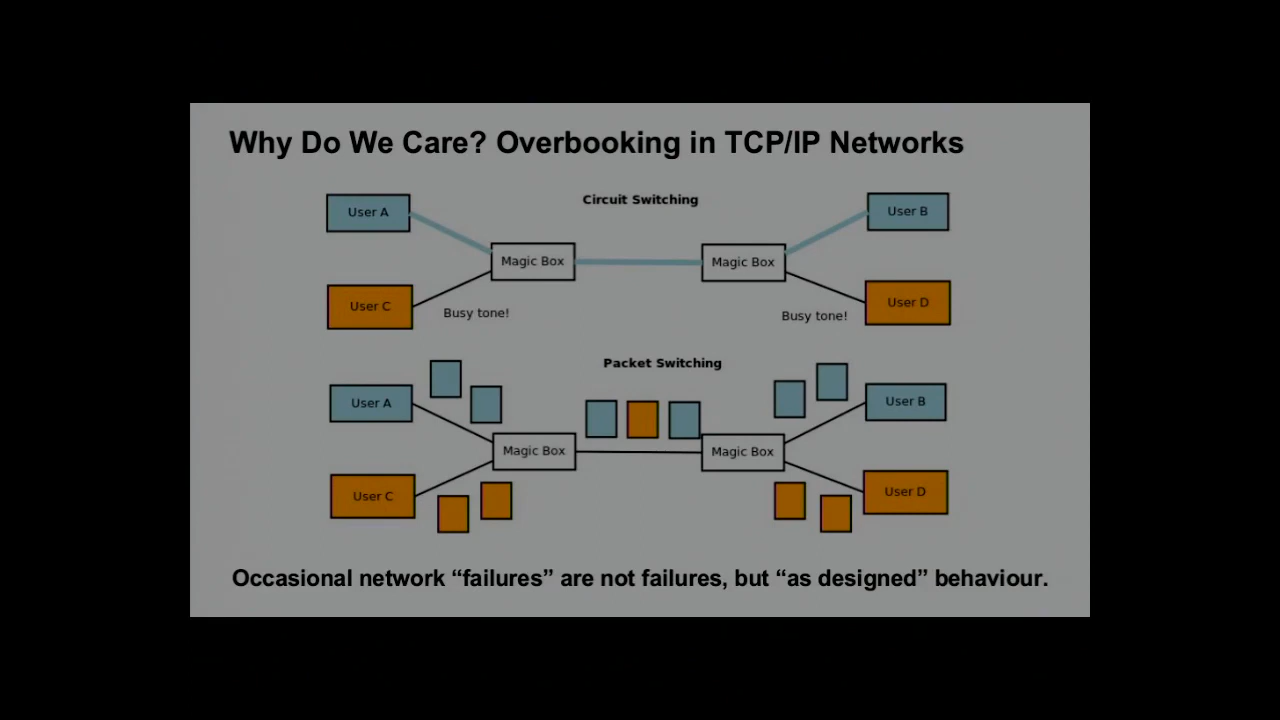 Why Do We Care? Overbooking in TCP/IP Networks
Circuit Switching
User A
User B
Magic Box
Magic Box
User C
User D
Busy tone!
Busy tone!
Packet Switching
User A
User B
Magic Box
Magic Box
User C
User D
Occasional network “failures” are not failures, but “as designed” behaviour.